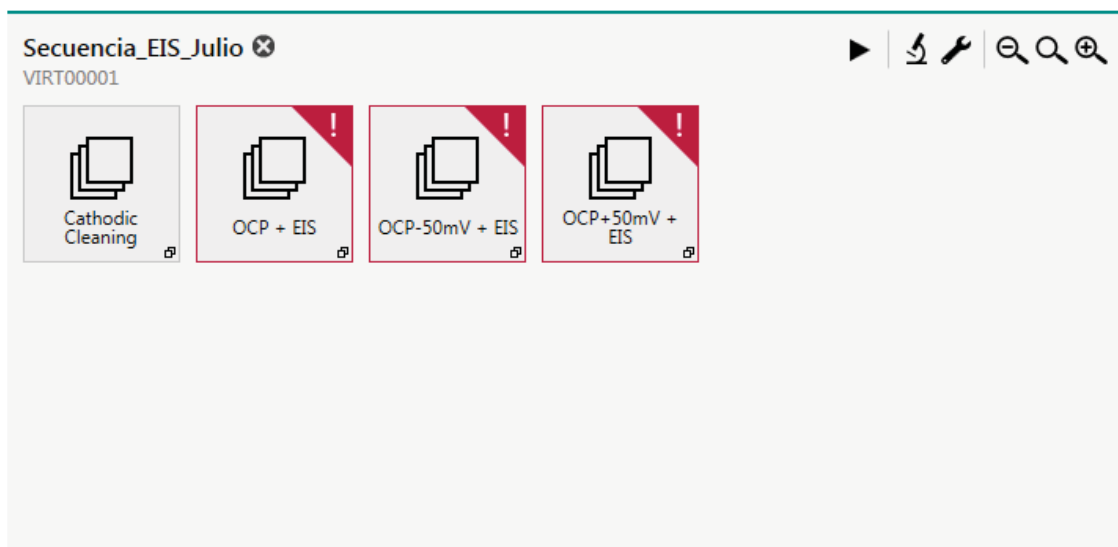 Secuencia_EIS_Julio
VIRT00001
!
!
!
Cathodic
Cleaning
OCP + EIS
OCP-50mV + EIS
OCP+50mV +
EIS